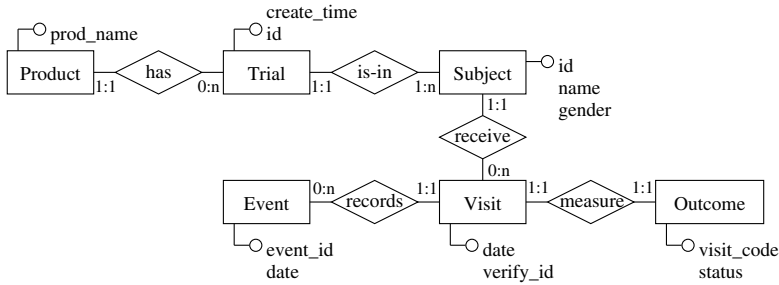 create_time
prod_name
id
Product
1:1
has
0:n
Trial
1:1
is-in
1:n
Subject
id
name
gender
1:1
receive
0:n
Event
0:n
records
1:1
Visit
1:1
measure
1:1
Outcome
event_id
date
date
verify_id
visit_code
status